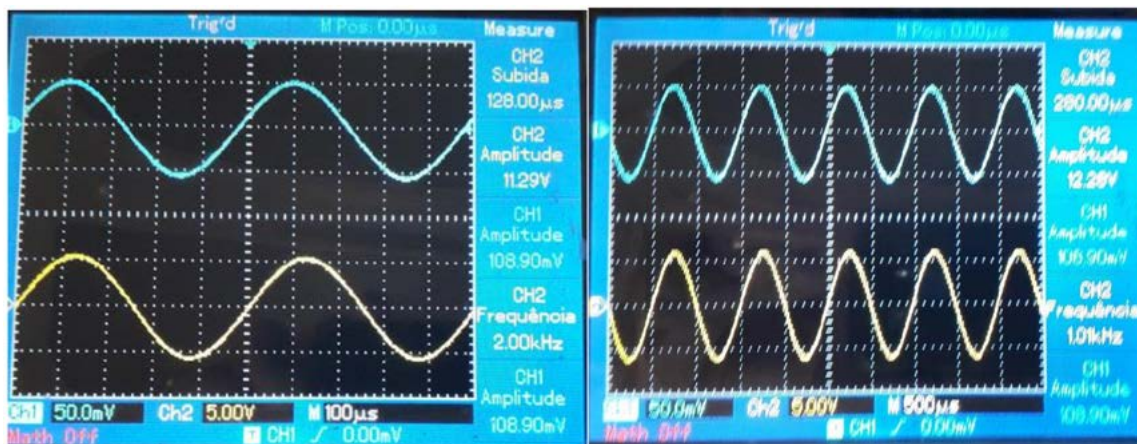 Trig'd M Pos: 0.00µs Measure
CH2
Subida
128.00µs
CH2
Amplitude
11.29V
CH1
Amplitude
108.90mV
CH2
Frequência
2.00kHz
CH1
Amplitude
108.90mV
Ch1 50.0mV Ch2 5.00V M 100µs
Math Off T CH1 0.00mV
Trig'd M Pos: 0.00µs Measure
CH2
Subida
260.00µs
CH2
Amplitude
12.28V
CH1
Amplitude
108.90mV
CH2
Frequência
1.01kHz
CH1
Amplitude
108.90mV
50.0mV Ch2 5.00V M 500µs
Math Off T CH1 0.00mV